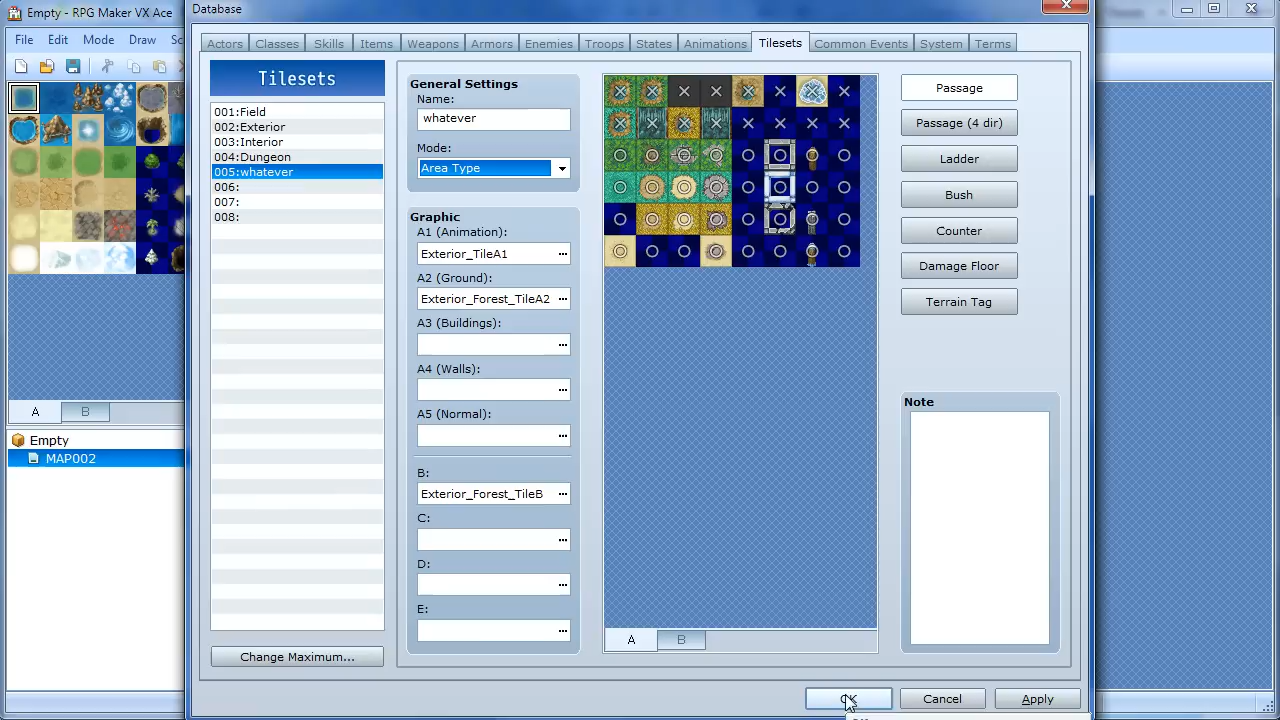 Empty - RPG Maker VX Ace
File Edit Mode Draw Sc
A B
Empty
MAP002
Database
Actors Classes Skills Items Weapons Armors Enemies Troops States Animations Tilesets Common Events System Terms
Tilesets
001:Field
002:Exterior
003:Interior
004:Dungeon
005:whatever
006:
007:
008:
Change Maximum...
General Settings
Name:
whatever
Mode:
Area Type
Graphic
A1 (Animation):
Exterior_TileA1 ...
A2 (Ground):
Exterior_Forest_TileA2 ...
A3 (Buildings):
...
A4 (Walls):
...
A5 (Normal):
...
B:
Exterior_Forest_TileB ...
C:
...
D:
...
E:
...
A B
Passage
Passage (4 dir)
Ladder
Bush
Counter
Damage Floor
Terrain Tag
Note
OK Cancel Apply